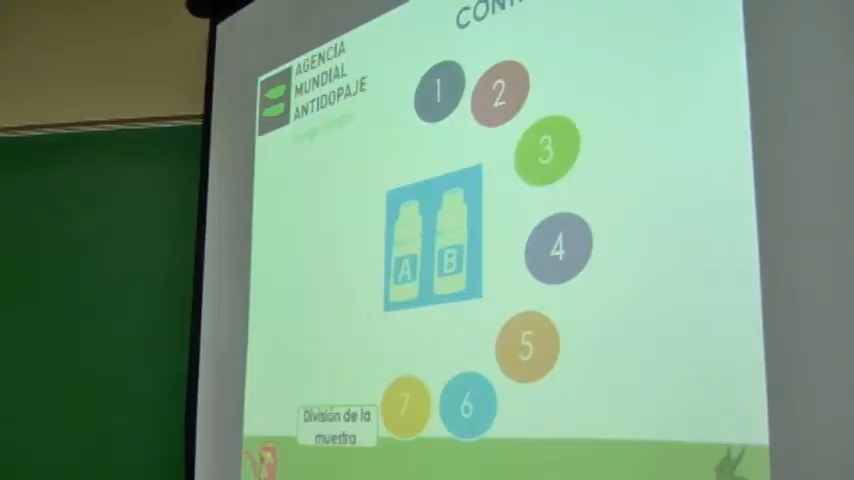 CONT
AGENCIA
MUNDIAL
ANTIDOPAJE
1
2
3
4
A
B
5
7
6
División de la
muestra